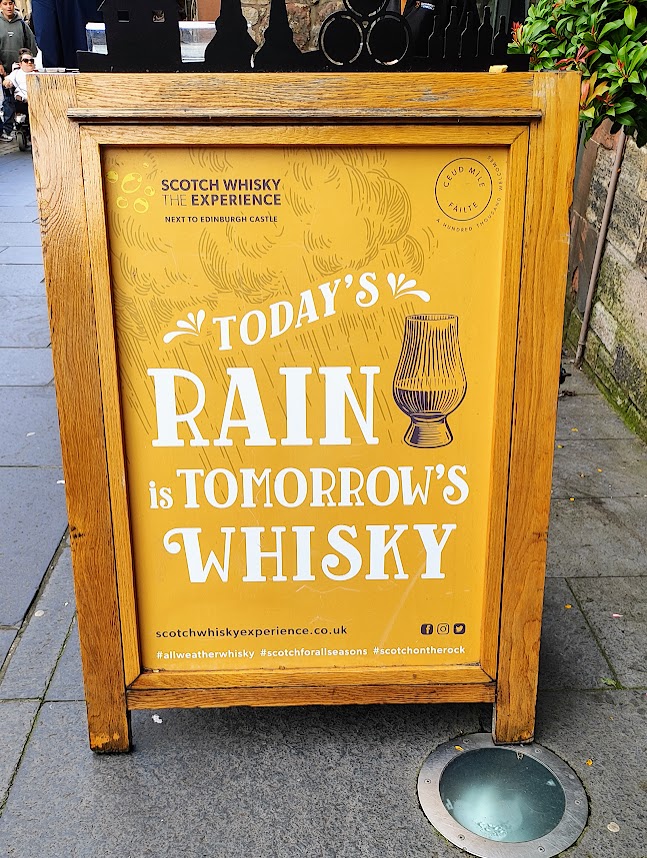 SCOTCH WHISKY
THE EXPERIENCE
NEXT TO EDINBURGH CASTLE
CEUD MILE
FÀILTE
A HUNDRED THOUSAND WELCOMES
TODAY'S
RAIN
is TOMORROW'S
WHISKY
scotchwhiskyexperience.co.uk
#allweatherwhisky #scotchforallseasons #scotchontherock